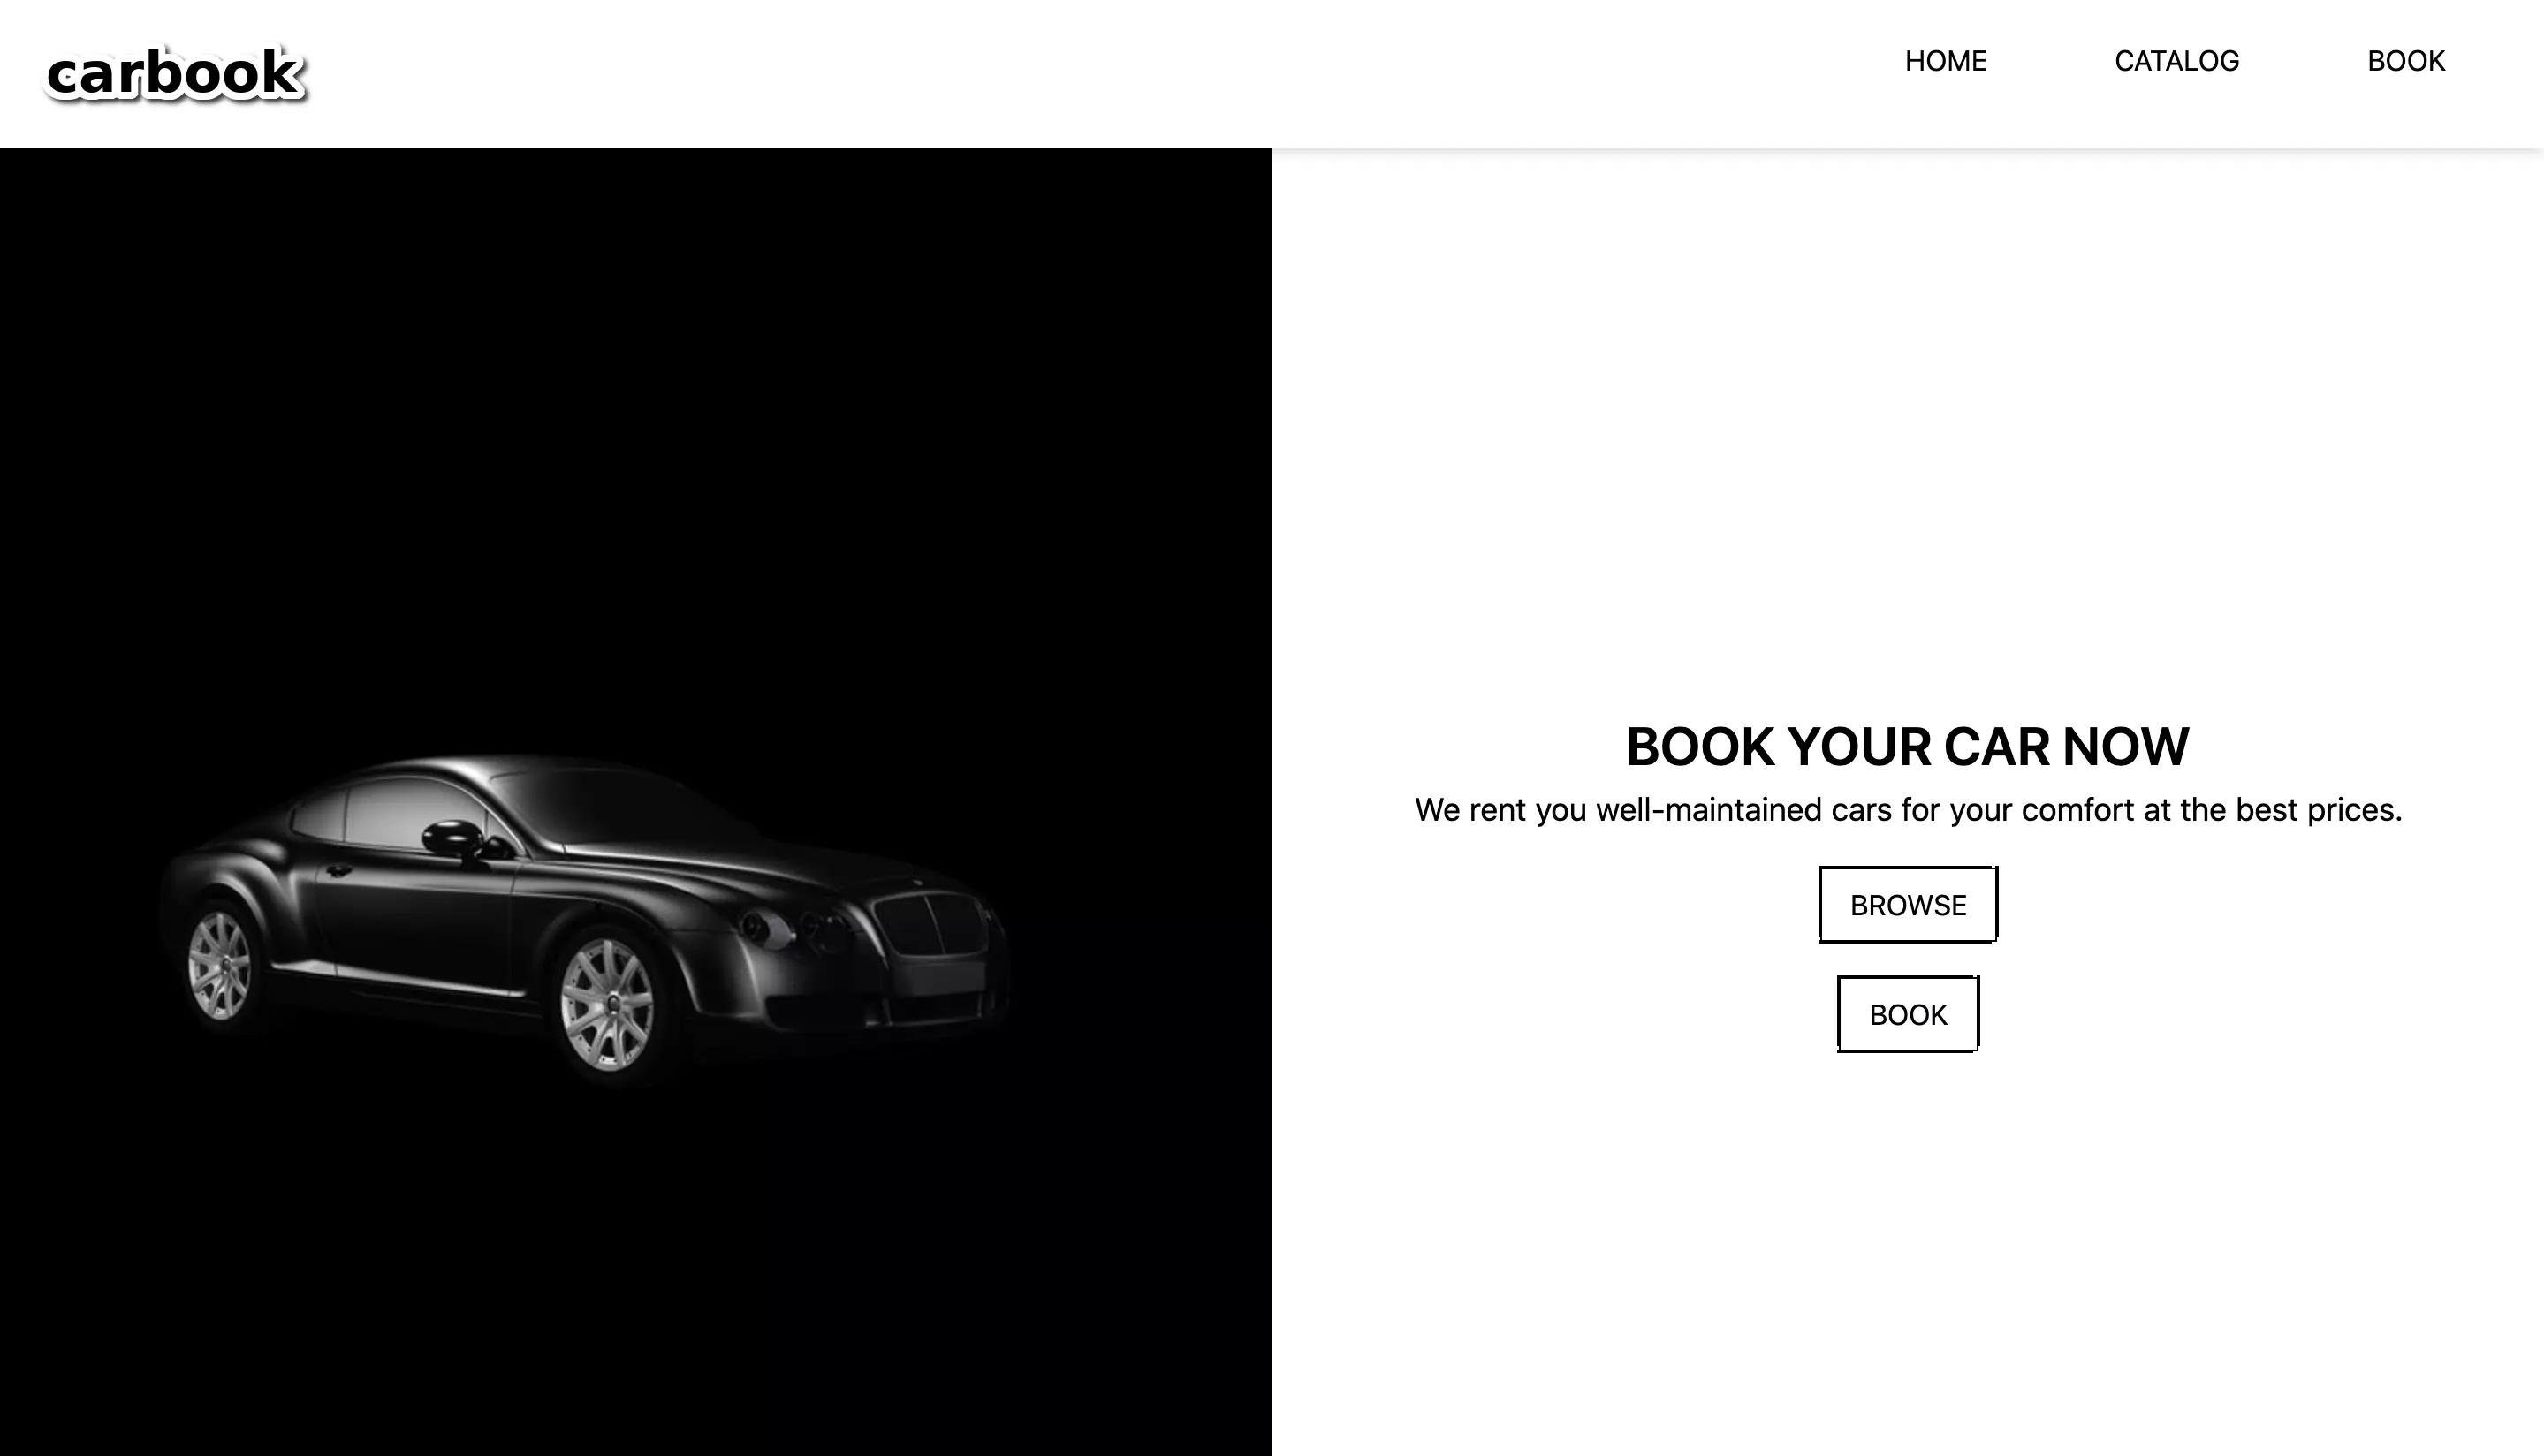 carbook
HOME CATALOG BOOK
BOOK YOUR CAR NOW
We rent you well-maintained cars for your comfort at the best prices.
BROWSE
BOOK